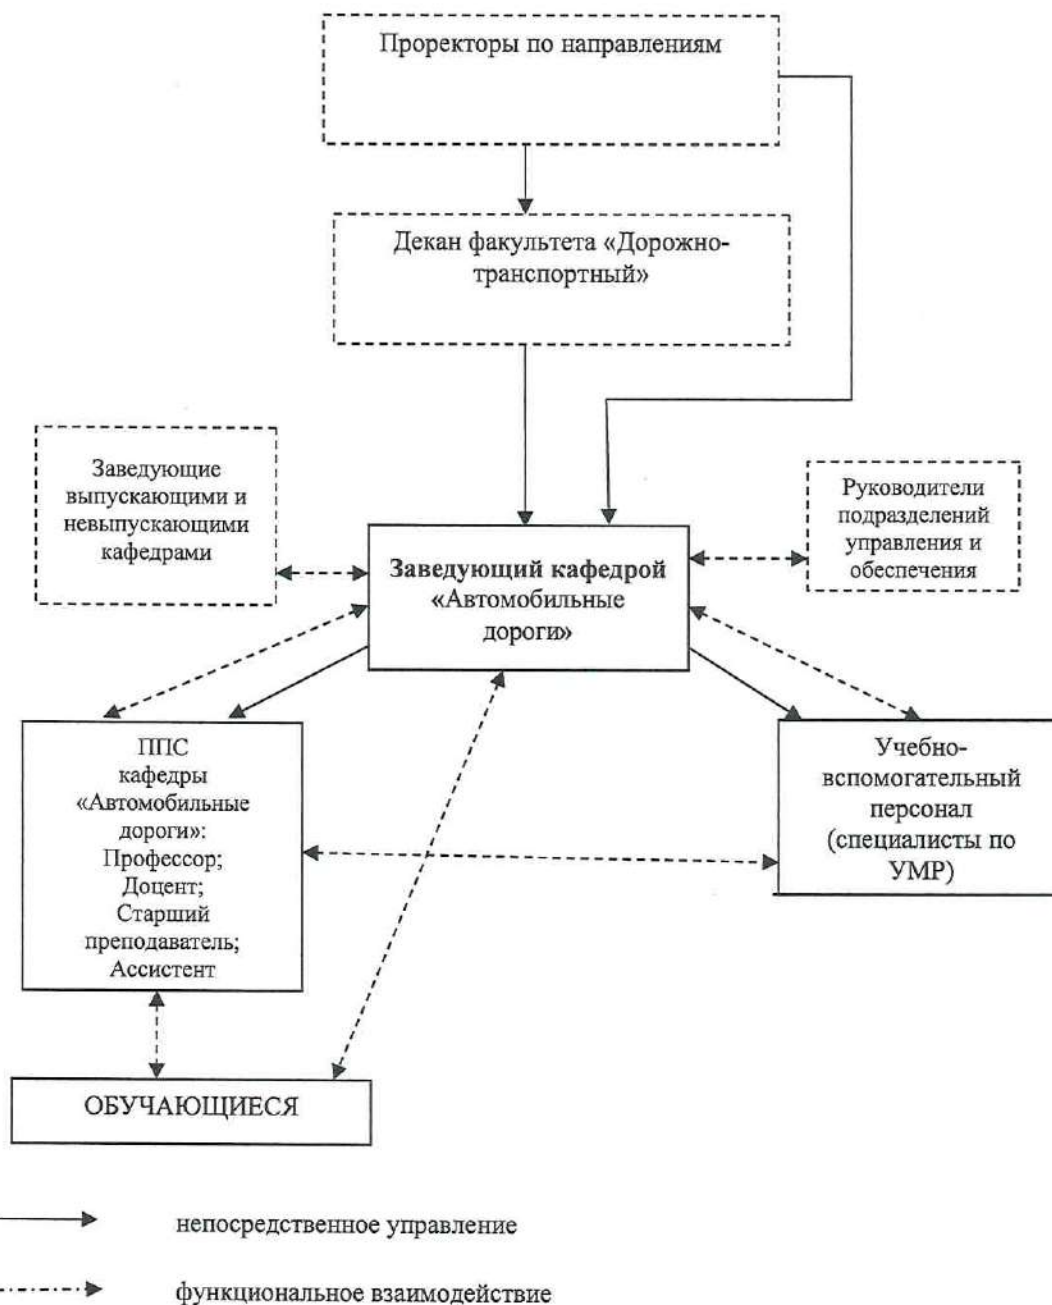 Проректоры по направлениям
Декан факультета «Дорожно-
транспортный»
Заведующие
выпускающими и
невыпускающими
кафедрами
Руководители
подразделений
управления и
обеспечения
Заведующий кафедрой
«Автомобильные
дороги»
ППС
кафедры
«Автомобильные
дороги»:
Профессор;
Доцент;
Старший
преподаватель;
Ассистент
Учебно-
вспомогательный
персонал
(специалисты по
УМР)
ОБУЧАЮЩИЕСЯ
непосредственное управление
функциональное взаимодействие